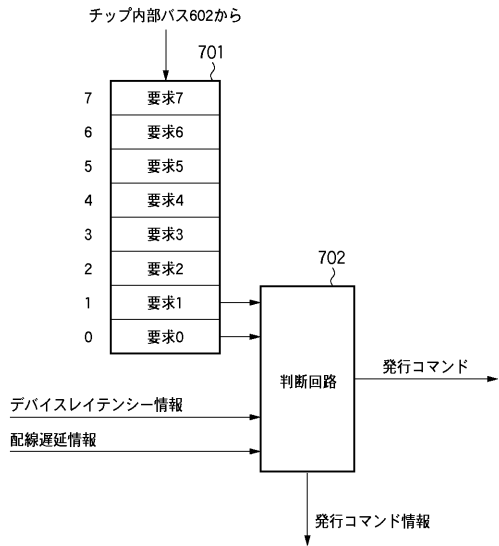 チップ内部バス602から
701
7 要求7
6 要求6
5 要求5
4 要求4
3 要求3
2 要求2
1 要求1
0 要求0
702
判断回路
発行コマンド
デバイスレイテンシー情報
配線遅延情報
発行コマンド情報